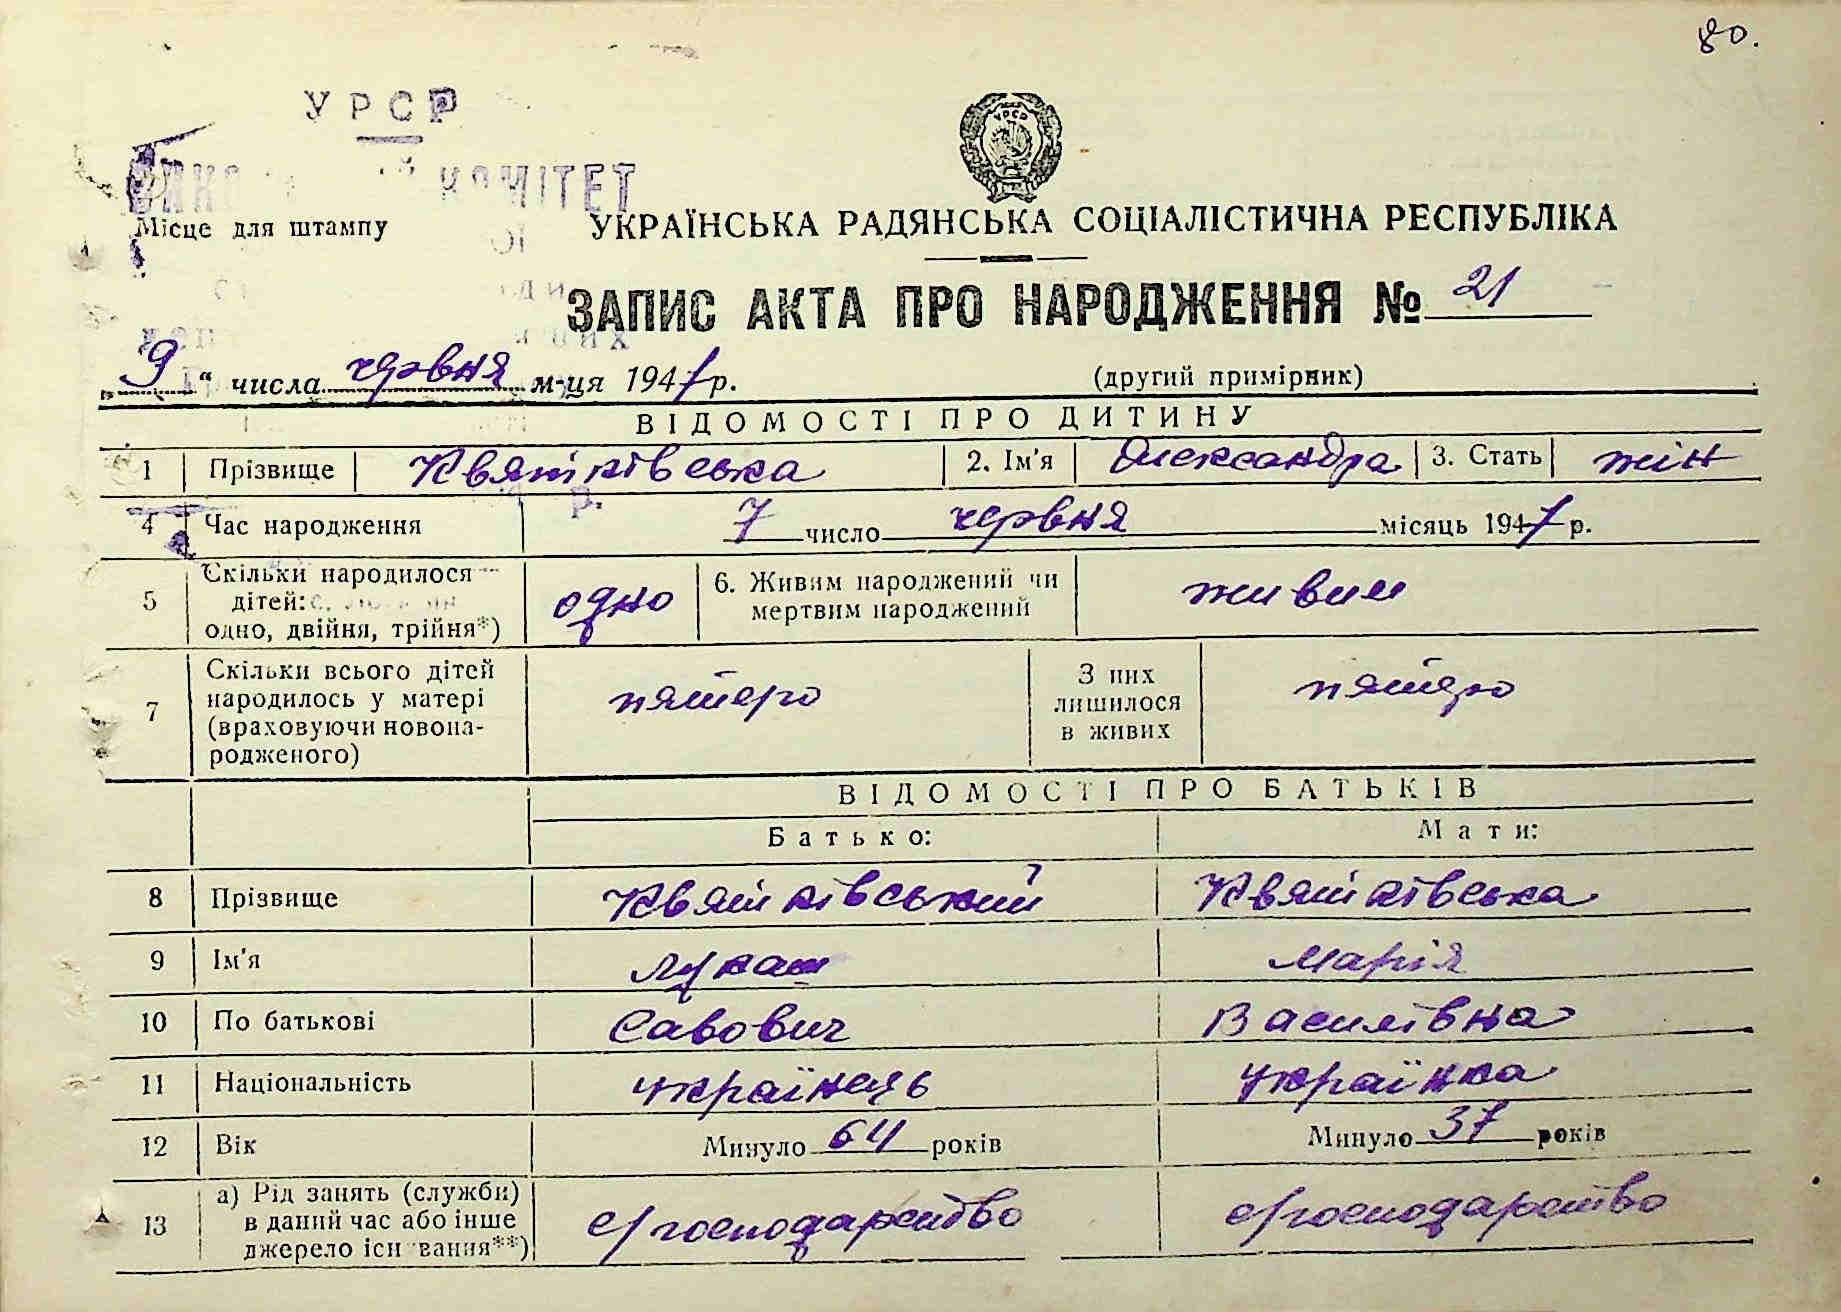 80.
УРСР
КОМІТЕТ
УРСР
Місце для штампу
УКРАЇНСЬКА РАДЯНСЬКА СОЦІАЛІСТИЧНА РЕСПУБЛІКА
ЗАПИС АКТА ПРО НАРОДЖЕННЯ № 21
„ 9 “ числа червня м-ця 1947 р. (другий примірник)
ВІДОМОСТІ ПРО ДИТИНУ
1 Прізвище Квятківська 2. Ім'я Олександра 3. Стать жін
4 Час народження 7 число червня місяць 1947 р.
5 Скільки народилося дітей: одно, двійня, трійня*) одно 6. Живим народжений чи мертвим народжений живим
7 Скільки всього дітей народилось у матері (враховуючи новона-родженого) пятеро З них лишилося в живих пятеро
ВІДОМОСТІ ПРО БАТЬКІВ
Батько: Мати:
8 Прізвище Квятківський Квятківська
9 Ім'я Лукаш Марія
10 По батькові Савович Василівна
11 Національність українець українка
12 Вік Минуло 64 років Минуло 37 років
13 а) Рід занять (служби) в даний час або інше джерело існування**) с/господарство с/господарство